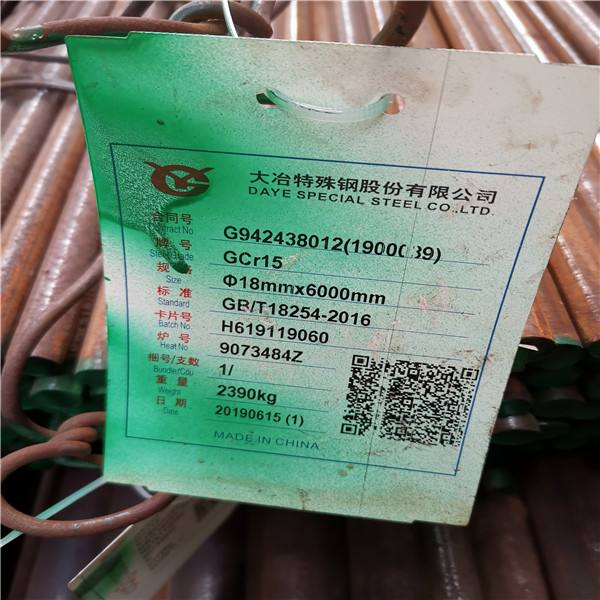 大冶特殊钢股份有限公司
DAYE SPECIAL STEEL CO.,LTD.
合同号 G942438012(1900
Contract No
牌 号 GCr15
Grade
规 格 Φ18mmx6000mm
Size
标 准 GB/T18254-2016
Standard
卡片号 H619119060
Batch No.
炉 号 9073484Z
Heat No
捆号/支数 1/
Bundle/Cou
重 量 2390kg
Weight
日 期 20190615 (1)
Date
MADE IN CHINA